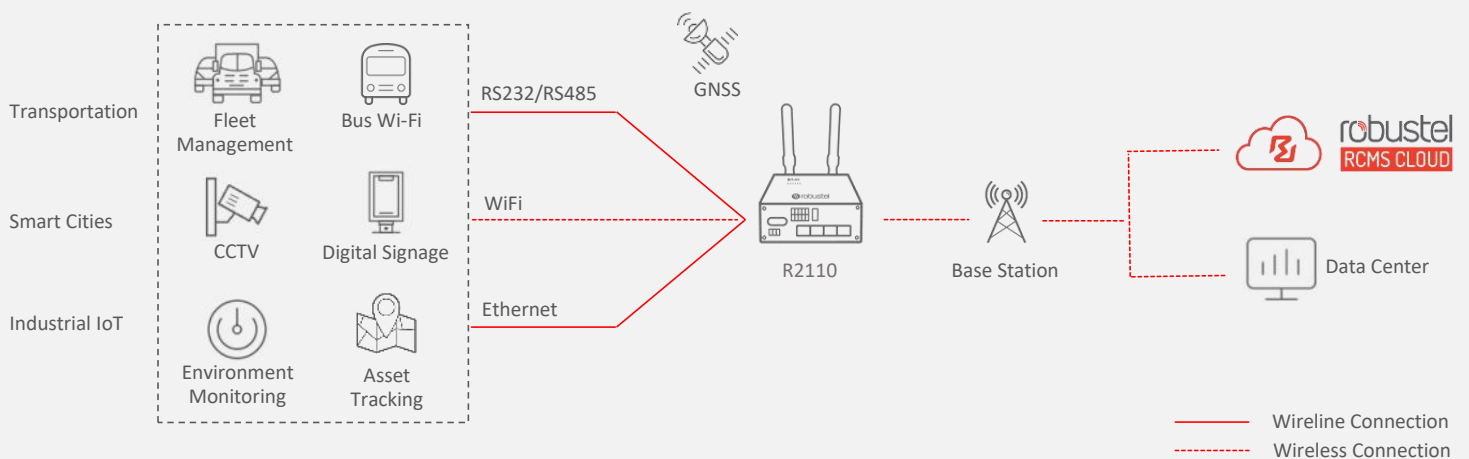 Transportation
Fleet
Management
Bus Wi-Fi
RS232/RS485
GNSS
robustel
RCMS CLOUD
Smart Cities
CCTV
Digital Signage
WiFi
robustel
R2110
Base Station
Data Center
Industrial IoT
Environment
Monitoring
Asset
Tracking
Ethernet
Wireline Connection
Wireless Connection